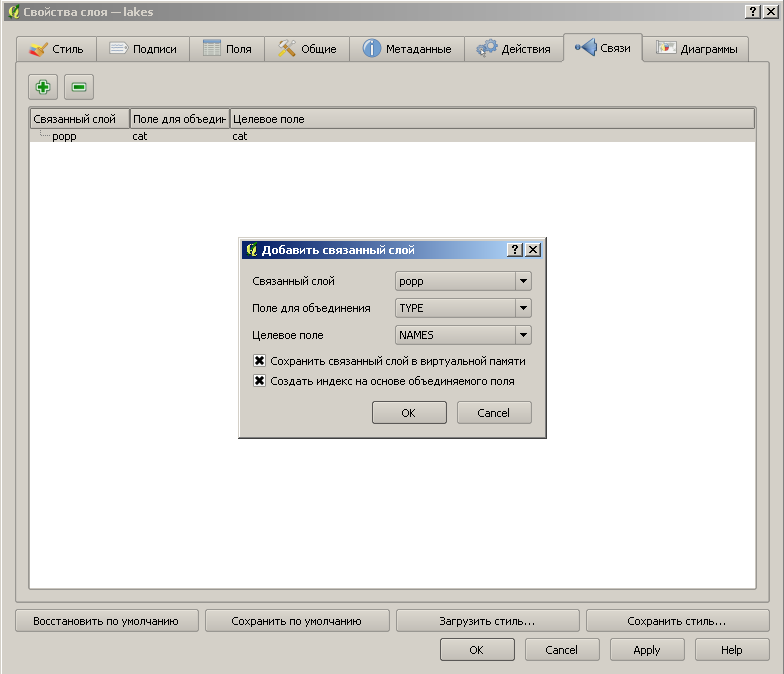 Свойства слоя — lakes
Стиль Подписи Поля Общие Метаданные Действия Связи Диаграммы
Связанный слой Поле для объедин Целевое поле
popp cat cat
Добавить связанный слой
Связанный слой popp
Поле для объединения TYPE
Целевое поле NAMES
Сохранить связанный слой в виртуальной памяти
Создать индекс на основе объединяемого поля
OK Cancel
Восстановить по умолчанию Сохранить по умолчанию Загрузить стиль... Сохранить стиль...
OK Cancel Apply Help